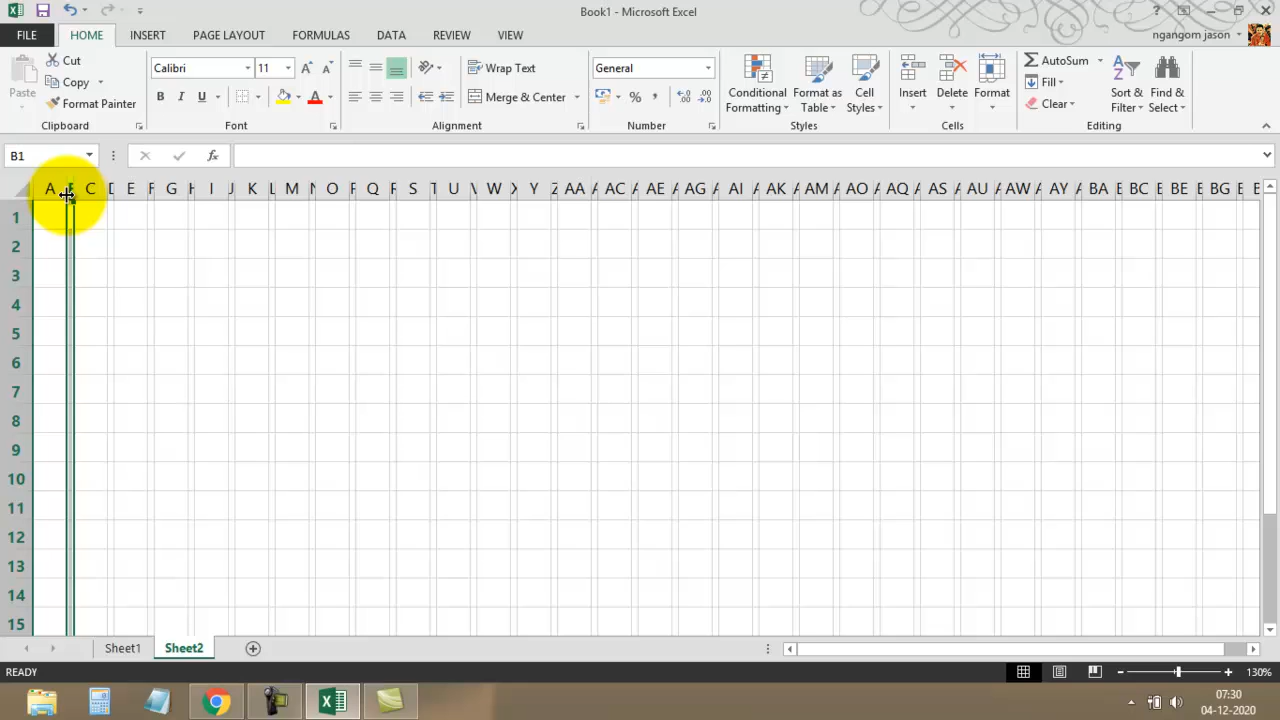 Book1 - Microsoft Excel
?
FILE HOME INSERT PAGE LAYOUT FORMULAS DATA REVIEW VIEW ngangom jason
Paste Cut Copy Format Painter Clipboard
Calibri 11 A A B I U A Font
Wrap Text Merge & Center Alignment
General % , .0 .00 Number
Conditional Formatting Format as Table Cell Styles Styles
Insert Delete Format Cells
AutoSum Fill Clear Sort & Filter Find & Select Editing
B1 fx
A C E F G H I J K L M N O Q S T U V W X Y Z AA A AC A AE A AG A AI A AK A AM A AO A AQ A AS A AU A AW A AY A BA B BC B BE B BG B
1
2
3
4
5
6
7
8
9
10
11
12
13
14
15
Sheet1 Sheet2
READY 130%
07:30
04-12-2020